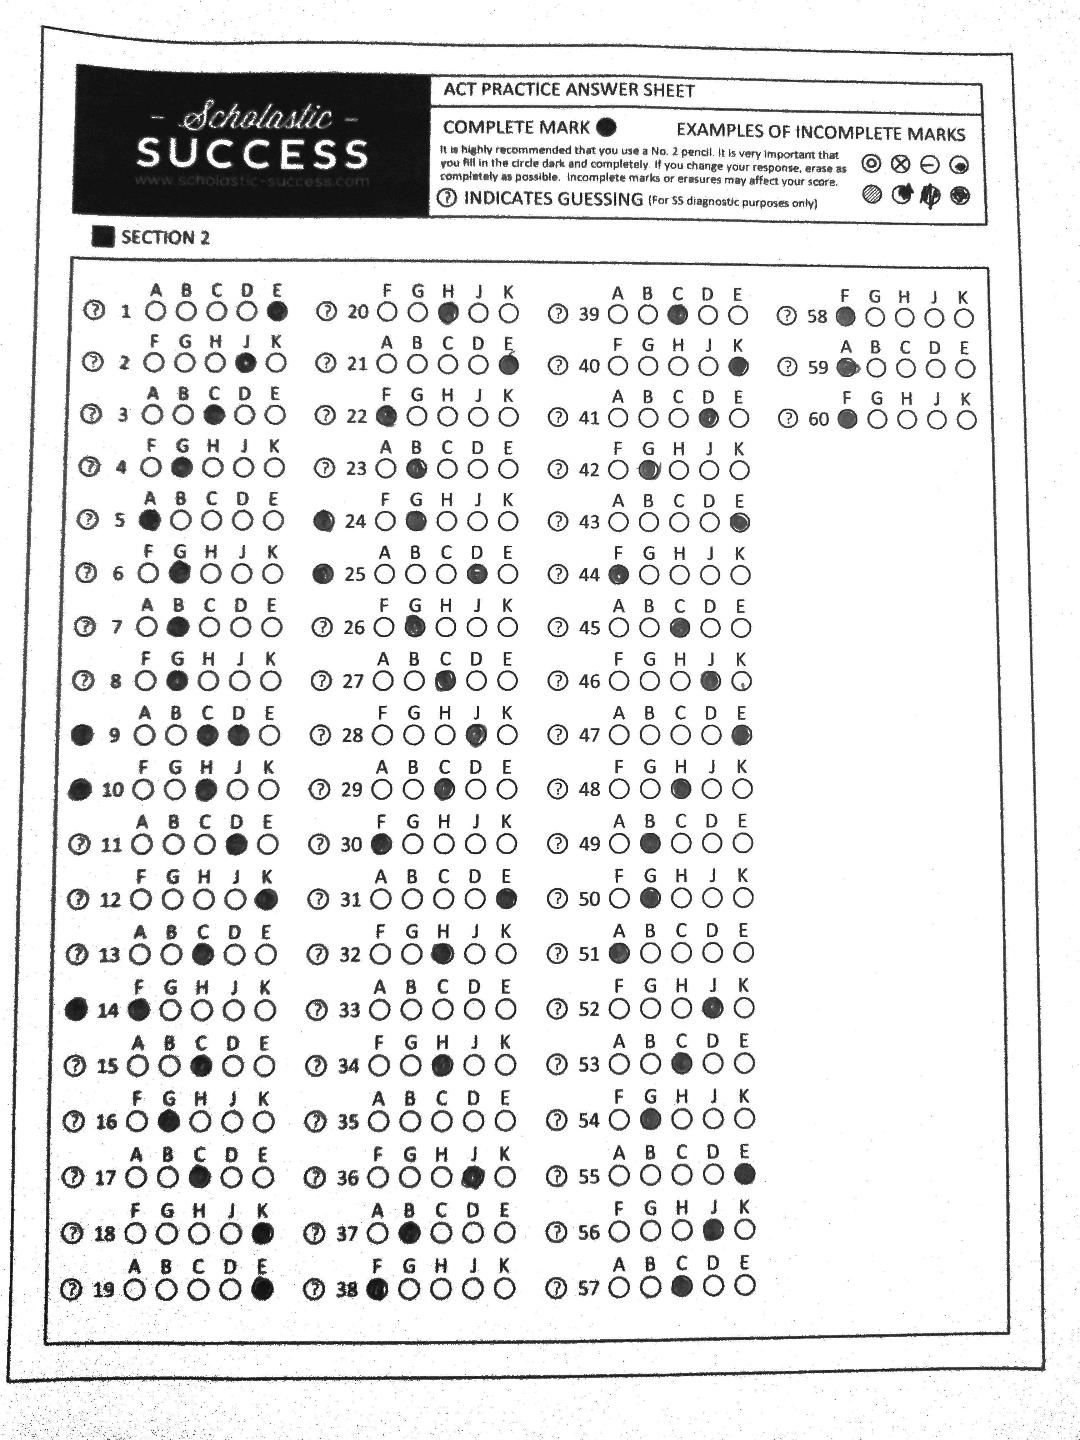 - Scholastic -
SUCCESS
www.scholastic-success.com
ACT PRACTICE ANSWER SHEET
COMPLETE MARK EXAMPLES OF INCOMPLETE MARKS
It is highly recommended that you use a No. 2 pencil. It is very important that
you fill in the circle dark and completely. If you change your response, erase as
completely as possible. Incomplete marks or erasures may affect your score.
? INDICATES GUESSING (For SS diagnostic purposes only)
SECTION 2
A B C D E
? 1
F G H J K
? 2
A B C D E
? 3
F G H J K
? 4
A B C D E
? 5
F G H J K
? 6
A B C D E
? 7
F G H J K
? 8
A B C D E
9
F G H J K
10
A B C D E
? 11
F G H J K
? 12
A B C D E
? 13
F G H J K
14
A B C D E
? 15
F G H J K
? 16
A B C D E
? 17
F G H J K
? 18
A B C D E
? 19
F G H J K
? 20
A B C D E
? 21
F G H J K
? 22
A B C D E
? 23
F G H J K
24
A B C D E
25
F G H J K
? 26
A B C D E
? 27
F G H J K
? 28
A B C D E
? 29
F G H J K
? 30
A B C D E
? 31
F G H J K
? 32
A B C D E
? 33
F G H J K
? 34
A B C D E
? 35
F G H J K
? 36
A B C D E
? 37
F G H J K
? 38
A B C D E
? 39
F G H J K
? 40
A B C D E
? 41
F G H J K
? 42
A B C D E
? 43
F G H J K
? 44
A B C D E
? 45
F G H J K
? 46
A B C D E
? 47
F G H J K
? 48
A B C D E
? 49
F G H J K
? 50
A B C D E
? 51
F G H J K
? 52
A B C D E
? 53
F G H J K
? 54
A B C D E
? 55
F G H J K
? 56
A B C D E
? 57
F G H J K
? 58
A B C D E
? 59
F G H J K
? 60